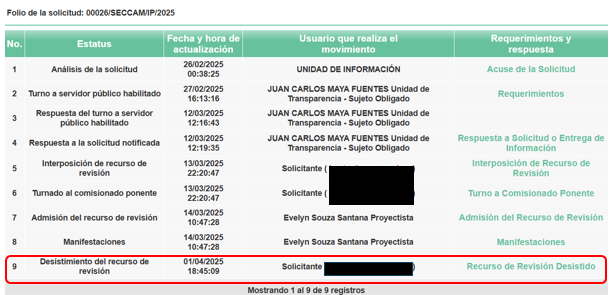 Folio de la solicitud: 00026/SECCAM/IP/2025
No. Estatus Fecha y hora de actualización Usuario que realiza el movimiento Requerimientos y respuesta
1 Análisis de la solicitud 26/02/2025 00:38:25 UNIDAD DE INFORMACIÓN Acuse de la Solicitud
2 Turno a servidor público habilitado 27/02/2025 16:13:16 JUAN CARLOS MAYA FUENTES Unidad de Transparencia - Sujeto Obligado Requerimientos
3 Respuesta del turno a servidor público habilitado 12/03/2025 12:16:43 JUAN CARLOS MAYA FUENTES Unidad de Transparencia - Sujeto Obligado
4 Respuesta a la solicitud notificada 12/03/2025 12:19:35 JUAN CARLOS MAYA FUENTES Unidad de Transparencia - Sujeto Obligado Respuesta a Solicitud o Entrega de Información
5 Interposición de recurso de revisión 13/03/2025 22:20:47 Solicitante ( ) Interposición de Recurso de Revisión
6 Turnado al comisionado ponente 13/03/2025 22:20:47 Solicitante ( ) Turno a Comisionado Ponente
7 Admisión del recurso de revisión 14/03/2025 10:47:28 Evelyn Souza Santana Proyectista Admisión del Recurso de Revisión
8 Manifestaciones 14/03/2025 10:47:28 Evelyn Souza Santana Proyectista Manifestaciones
9 Desistimiento del recurso de revisión 01/04/2025 18:45:09 Solicitante ) Recurso de Revisión Desistido
Mostrando 1 al 9 de 9 registros